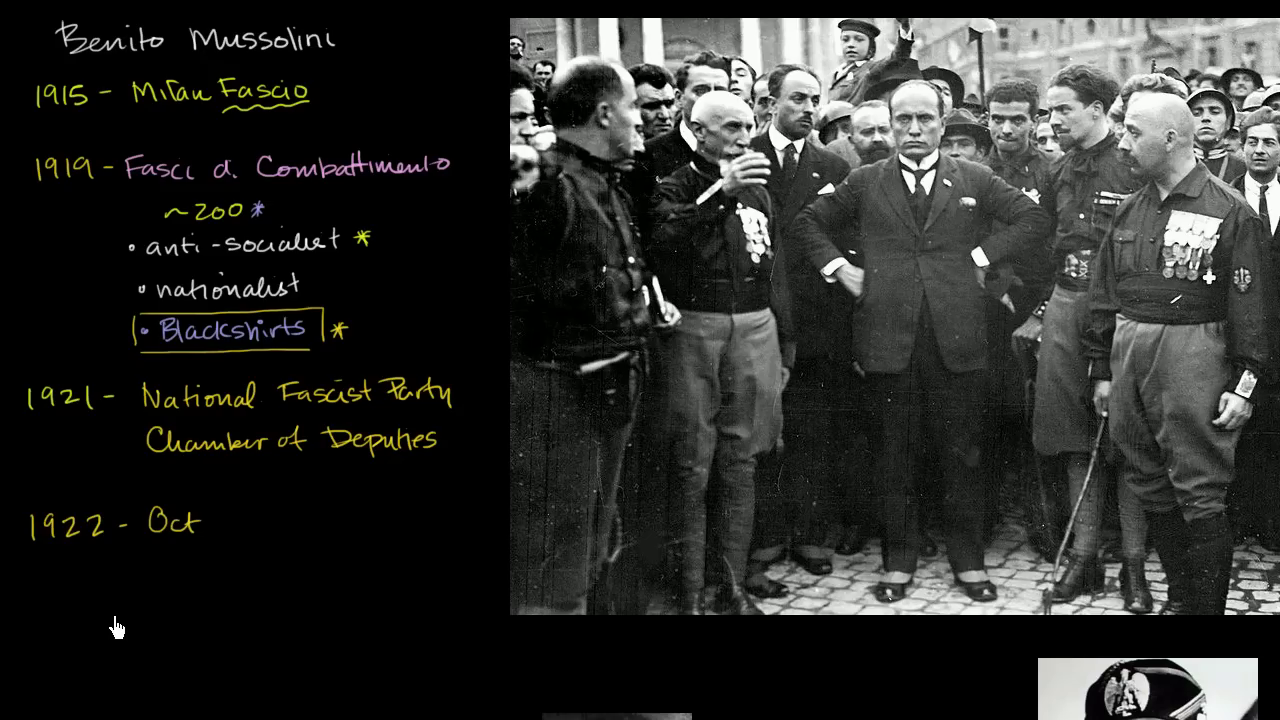 Benito Mussolini
1915 - Milan Fascio
1919 - Fasci di Combattimento
~200 *
• anti-socialist *
• nationalist
• Blackshirts *
1921 - National Fascist Party
Chamber of Deputies
1922 - Oct